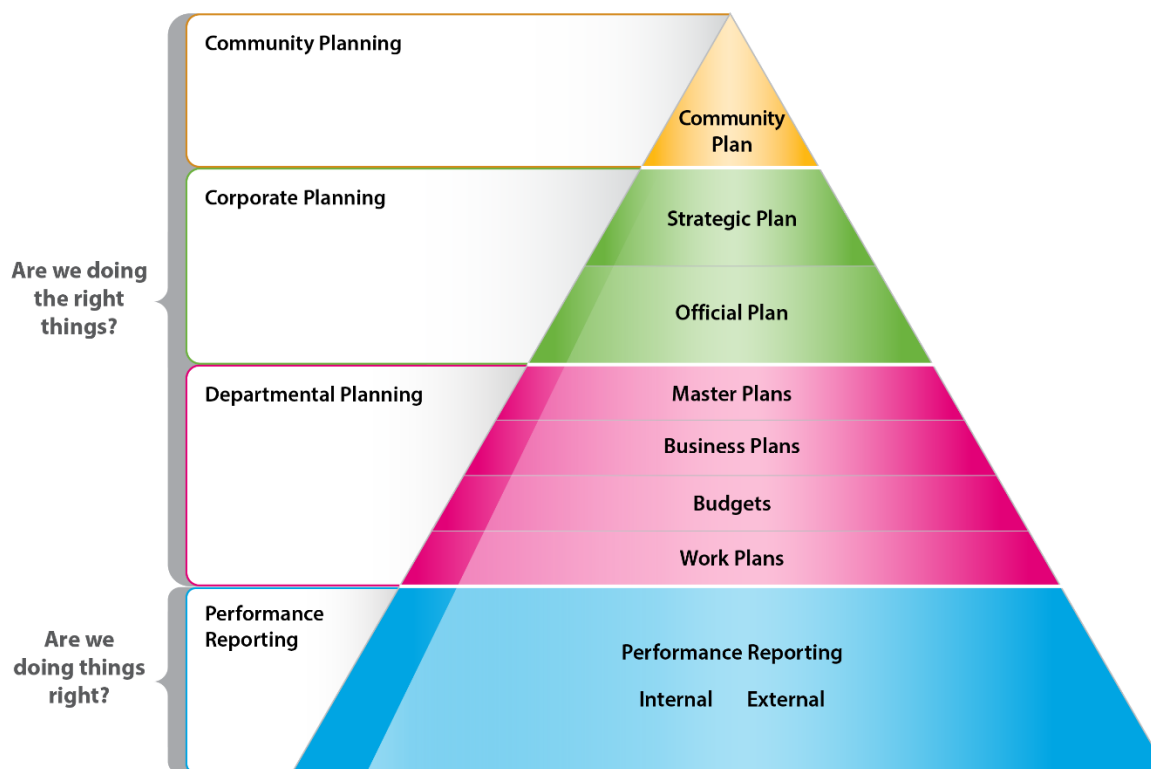 Community Planning
Community
Plan
Corporate Planning
Strategic Plan
Official Plan
Are we doing
the right
things?
Departmental Planning
Master Plans
Business Plans
Budgets
Work Plans
Performance
Reporting
Are we
doing things
right?
Performance Reporting
Internal External